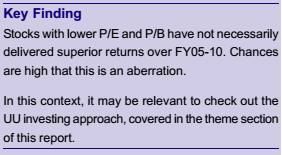 Key Finding
Stocks with lower P/E and P/B have not necessarily
delivered superior returns over FY05-10. Chances
are high that this is an aberration.
In this context, it may be relevant to check out the
UU investing approach, covered in the theme section
of this report.